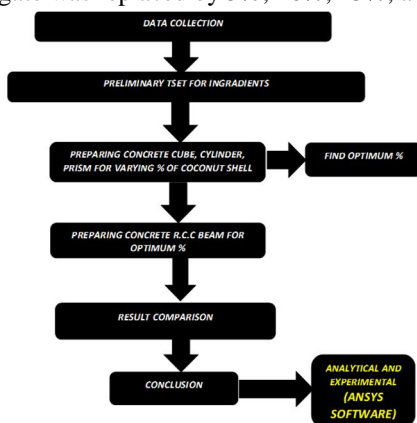 DATA COLLECTION
PRELIMINARY TSET FOR INGRADIENTS
PREPARING CONCRETE CUBE, CYLINDER,
PRISM FOR VARYING % OF COCONUT SHELL
FIND OPTIMUM %
PREPARING CONCRETE R.C.C BEAM FOR
OPTIMUM %
RESULT COMPARISON
CONCLUSION
ANALYTICAL AND
EXPERIMENTAL
(ANSYS
SOFTWARE)